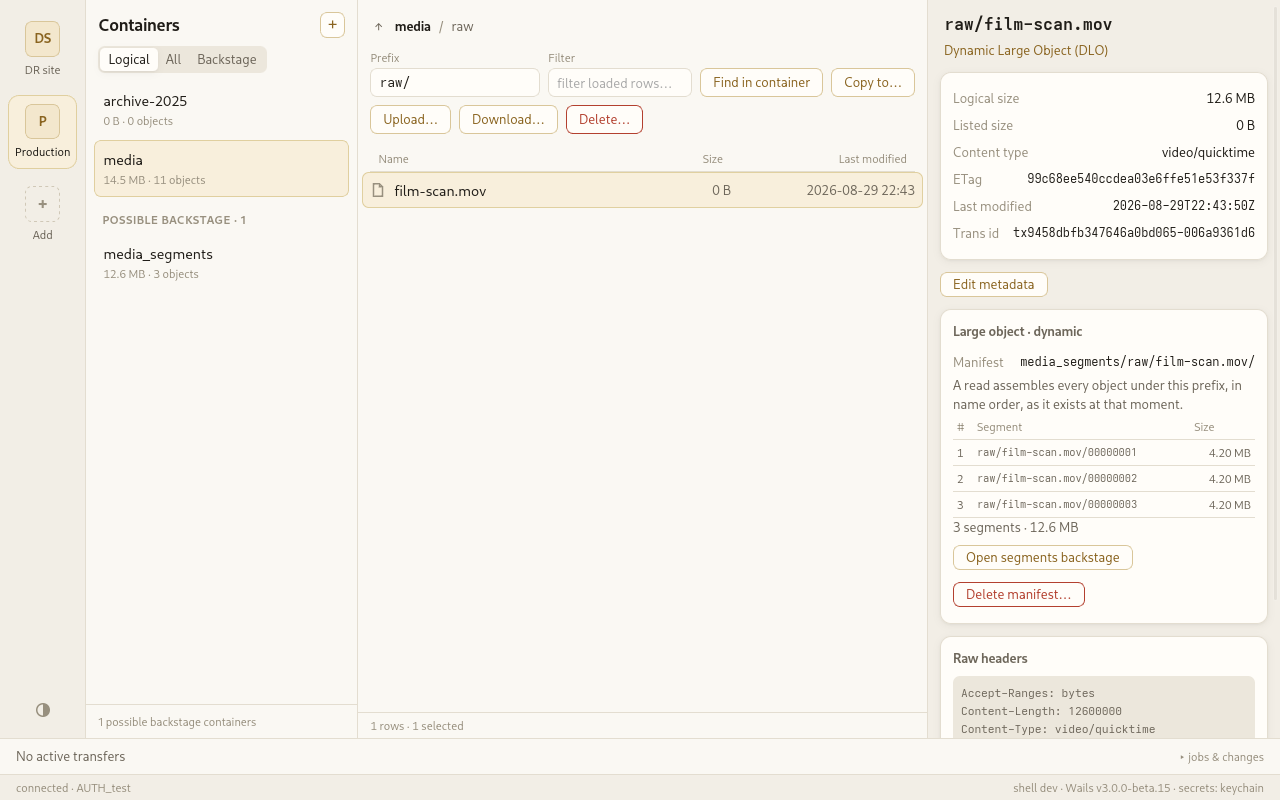 DS
DR site
P
Production
+
Add
Containers
+
Logical All Backstage
archive-2025
0 B · 0 objects
media
14.5 MB · 11 objects
POSSIBLE BACKSTAGE · 1
media_segments
12.6 MB · 3 objects
1 possible backstage containers
↑ media / raw
Prefix Filter
raw/ filter loaded rows... Find in container Copy to...
Upload... Download... Delete...
Name Size Last modified
film-scan.mov 0 B 2026-08-29 22:43
1 rows · 1 selected
raw/film-scan.mov
Dynamic Large Object (DLO)
Logical size 12.6 MB
Listed size 0 B
Content type video/quicktime
ETag 99c68ee540ccdea03e6ffe51e53f337f
Last modified 2026-08-29T22:43:50Z
Trans id tx9458dbfb347646a0bd065-006a9361d6
Edit metadata
Large object · dynamic
Manifest media_segments/raw/film-scan.mov/
A read assembles every object under this prefix, in
name order, as it exists at that moment.
# Segment Size
1 raw/film-scan.mov/00000001 4.20 MB
2 raw/film-scan.mov/00000002 4.20 MB
3 raw/film-scan.mov/00000003 4.20 MB
3 segments · 12.6 MB
Open segments backstage
Delete manifest...
Raw headers
Accept-Ranges: bytes
Content-Length: 12600000
Content-Type: video/quicktime
No active transfers ▸ jobs & changes
connected · AUTH_test shell dev · Wails v3.0.0-beta.15 · secrets: keychain